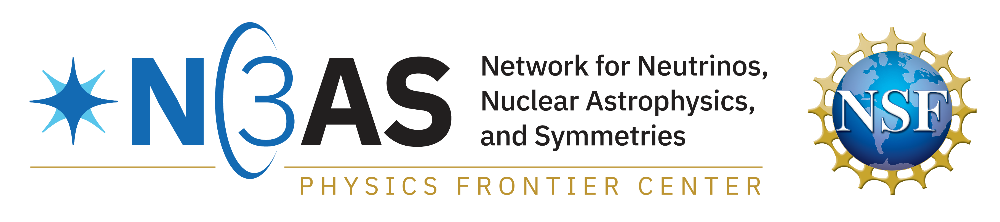 N3AS
Network for Neutrinos,
Nuclear Astrophysics,
and Symmetries
PHYSICS FRONTIER CENTER
NSF